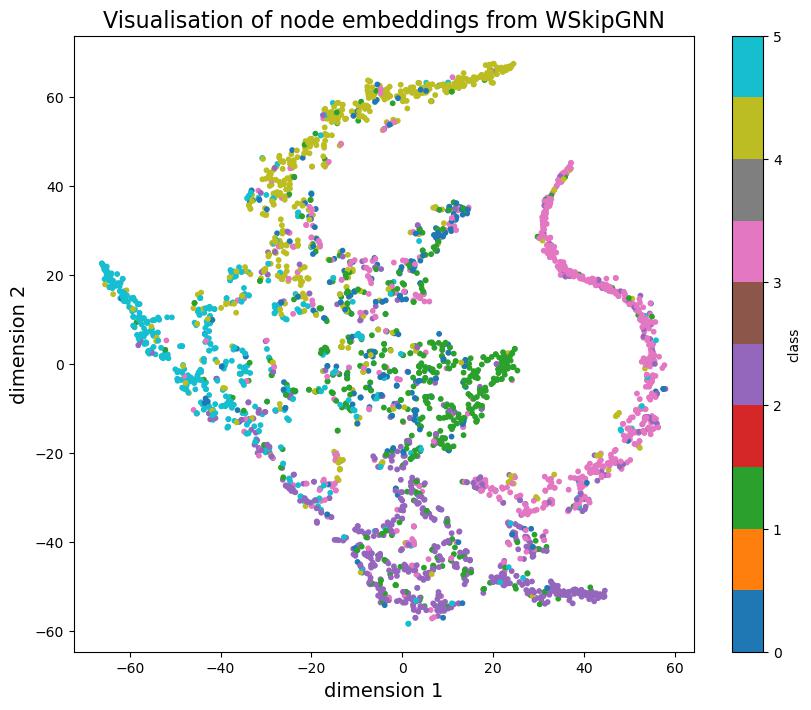 Visualisation of node embeddings from WSkipGNN
dimension 2
60
40
20
0
−20
−40
−60
−60 −40 −20 0 20 40 60
dimension 1
5
4
3
2
1
0
class